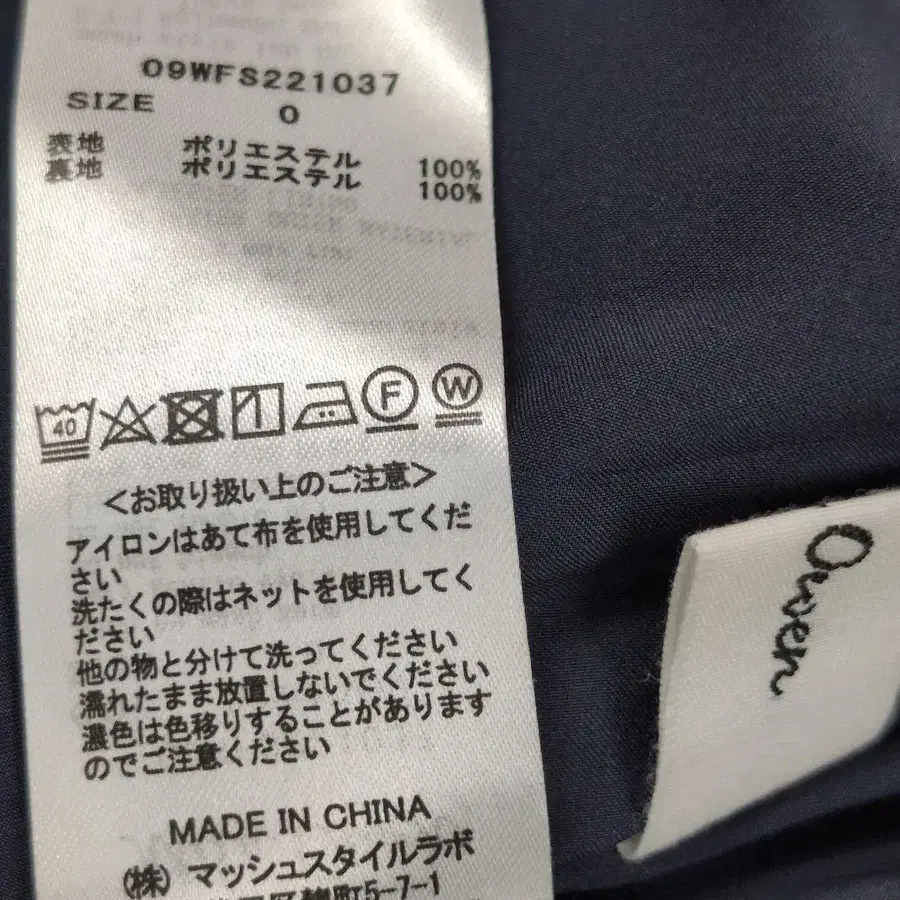 09WFS221037
SIZE 0
表地 ポリエステル 100%
裏地 ポリエステル 100%
40 F W
<お取り扱い上のご注意>
アイロンはあて布を使用してくだ
さい
洗たくの際はネットを使用してく
ださい
他の物と分けて洗ってください
濡れたまま放置しないでください
濃色は色移りすることがあります
のでご注意ください
MADE IN CHINA
(株) マッシュスタイルラボ
町5-7-1
Owen